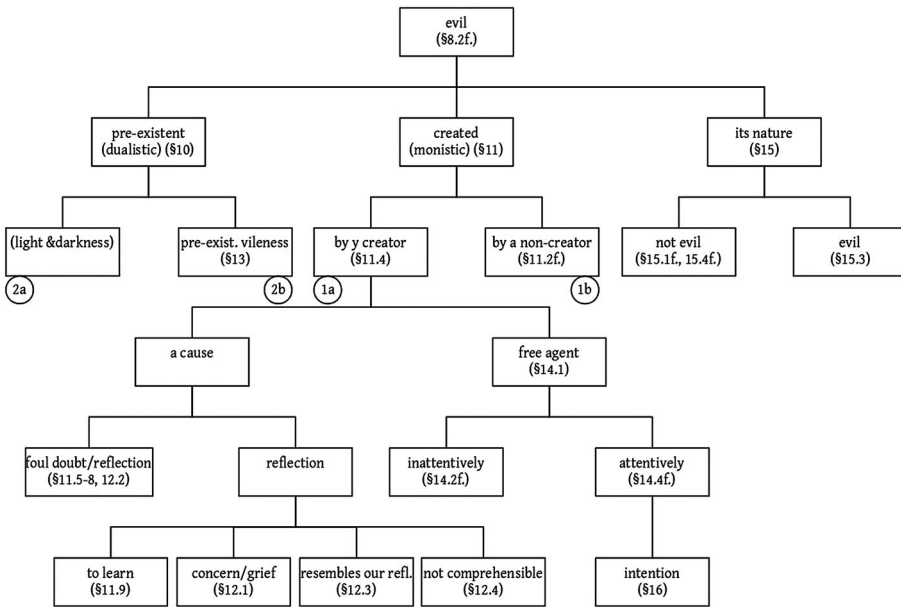 evil
(§8.2f.)
pre-existent
(dualistic) (§10)
created
(monistic) (§11)
its nature
(§15)
(light &darkness)
pre-exist. vileness
(§13)
by y creator
(§11.4)
by a non-creator
(§11.2f.)
not evil
(§15.1f., 15.4f.)
evil
(§15.3)
2a
2b
1a
1b
a cause
free agent
(§14.1)
foul doubt/reflection
(§11.5-8, 12.2)
reflection
inattentively
(§14.2f.)
attentively
(§14.4f.)
to learn
(§11.9)
concern/grief
(§12.1)
resembles our refl.
(§12.3)
not comprehensible
(§12.4)
intention
(§16)